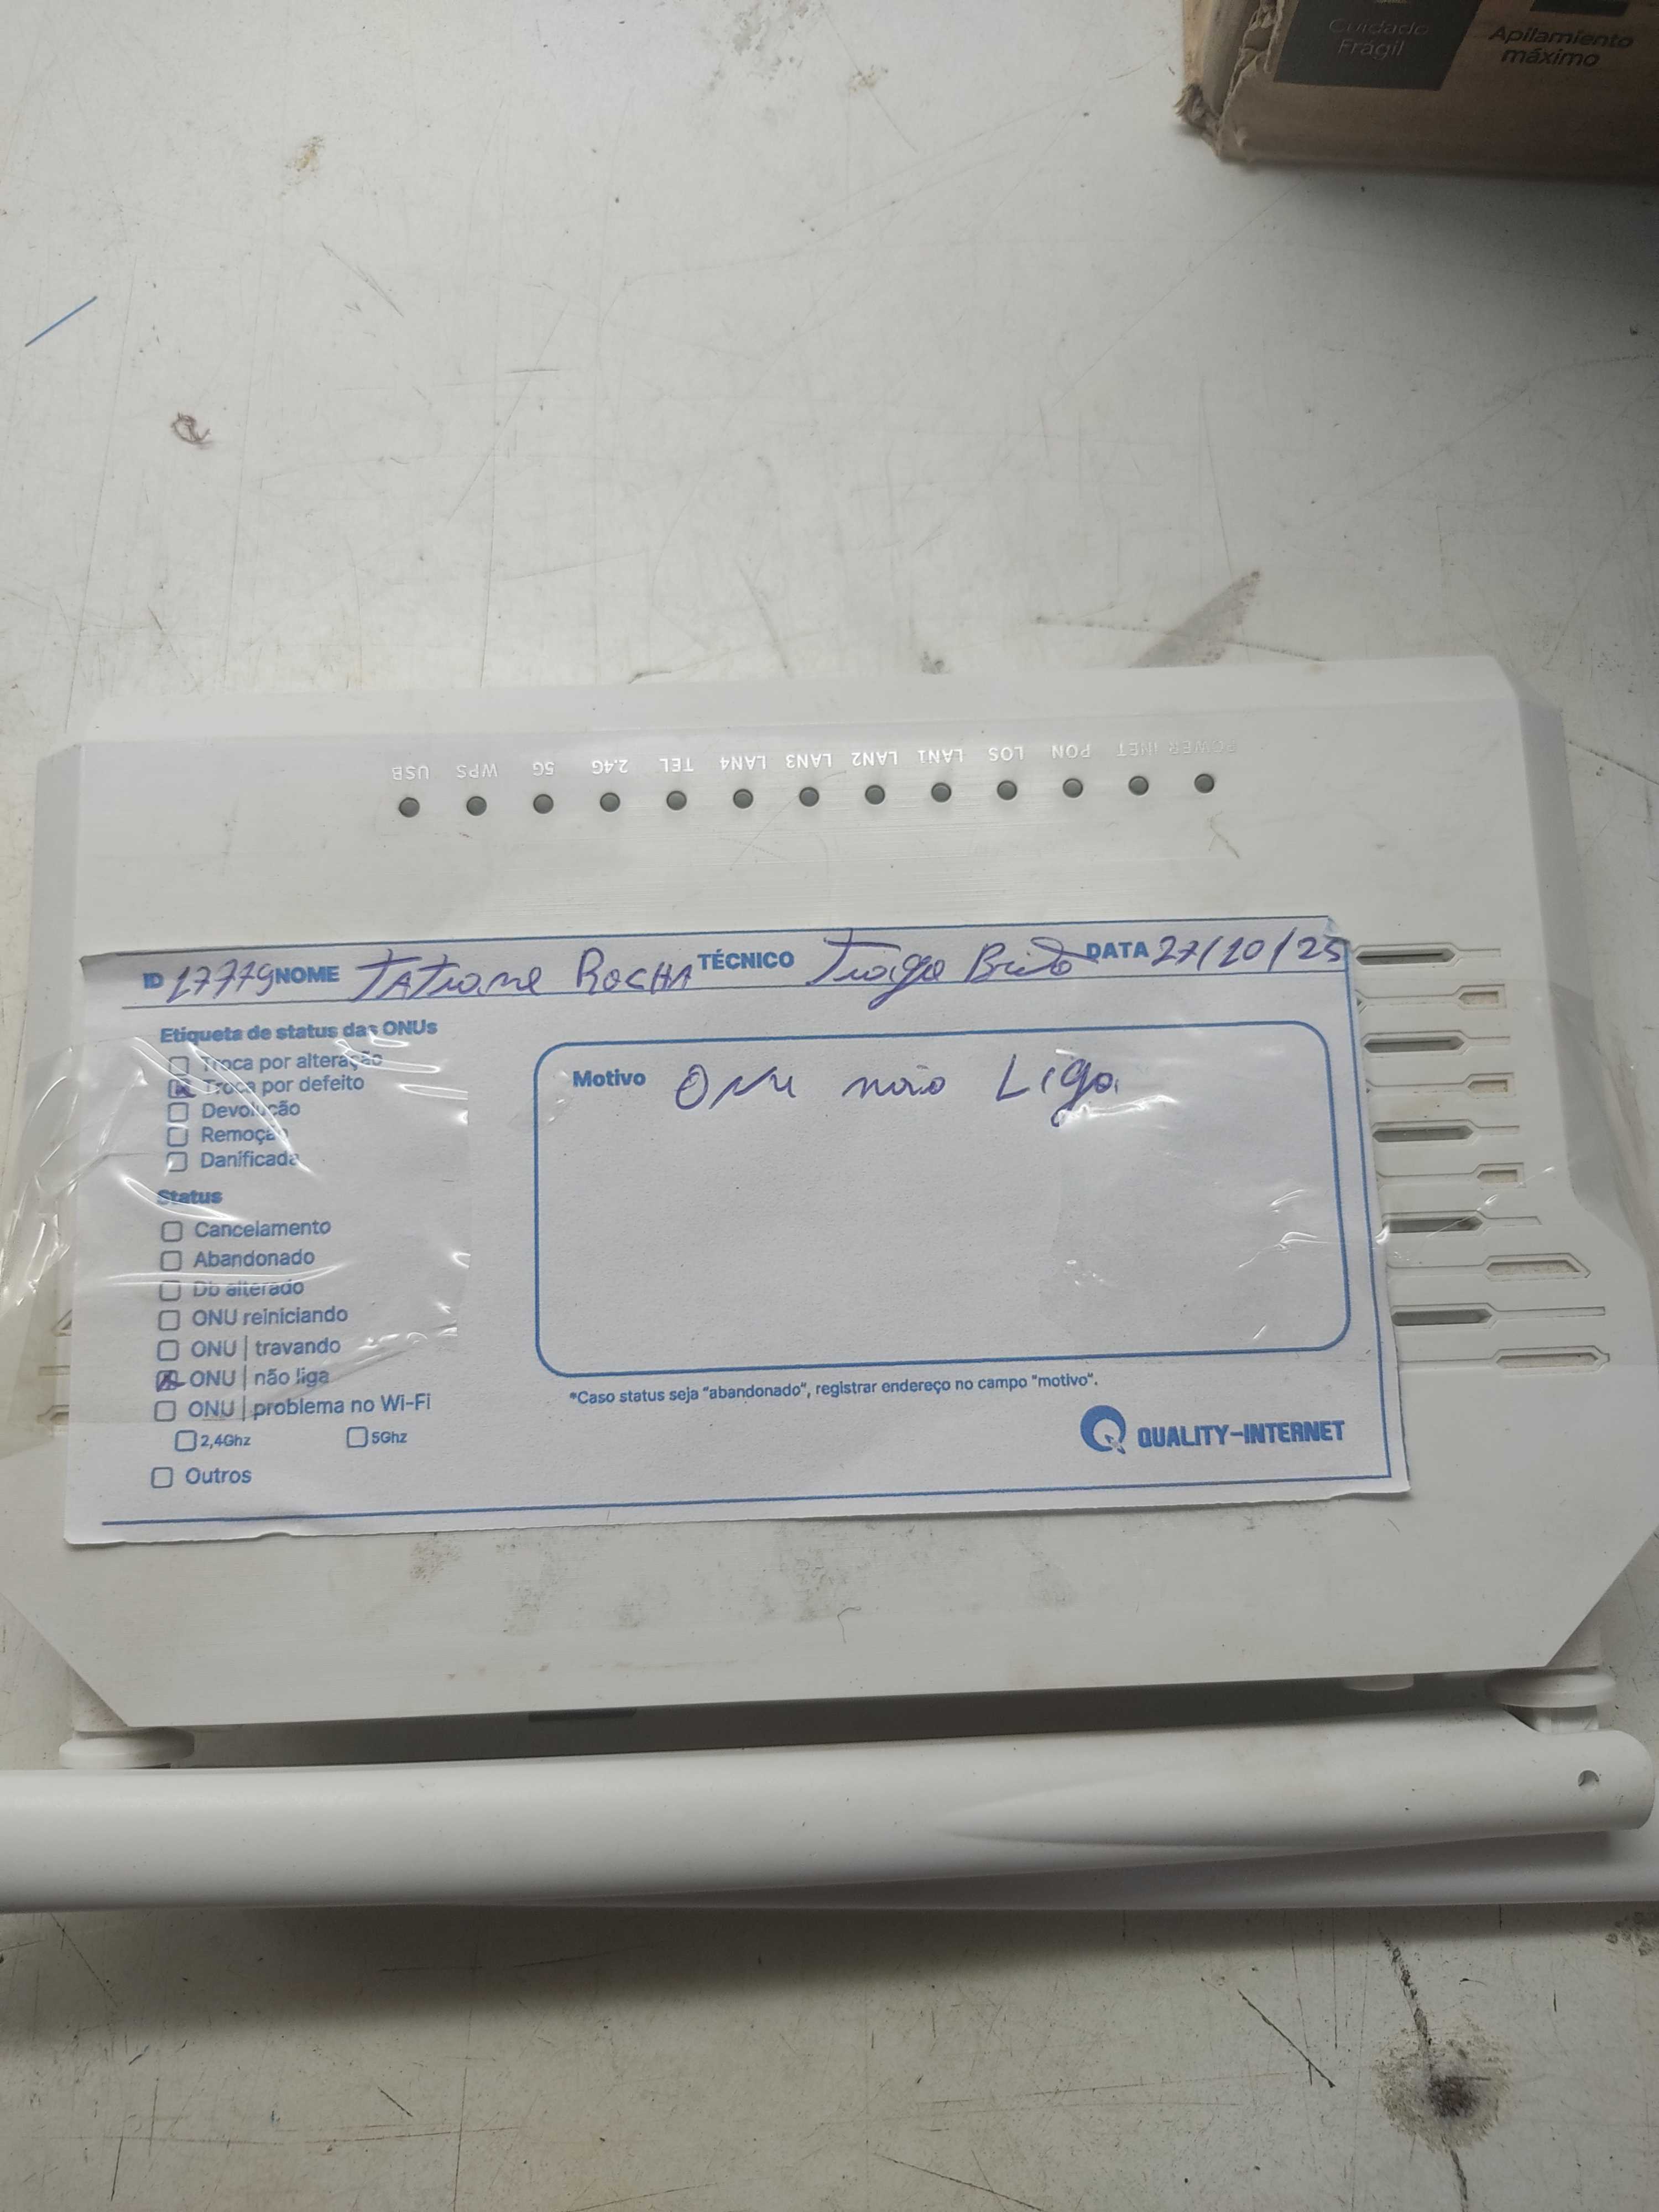 Cuidado
Frágil
Apilamiento
máximo
USB WPS 5G 2.4G TEL LAN4 LAN3 LAN2 LAN1 LOS PON INET POWER
ID 17779 NOME Tatiane Rocha TÉCNICO Tiago Brito DATA 27/10/25
Etiqueta de status das ONUs
Troca por alteração
Troca por defeito
Devolução
Remoção
Danificada
Status
Cancelamento
Abandonado
Db alterado
ONU reiniciando
ONU | travando
ONU | não liga
ONU | problema no Wi-Fi
2,4Ghz 5Ghz
Outros
Motivo ONU não Liga
*Caso status seja "abandonado", registrar endereço no campo "motivo".
QUALITY-INTERNET